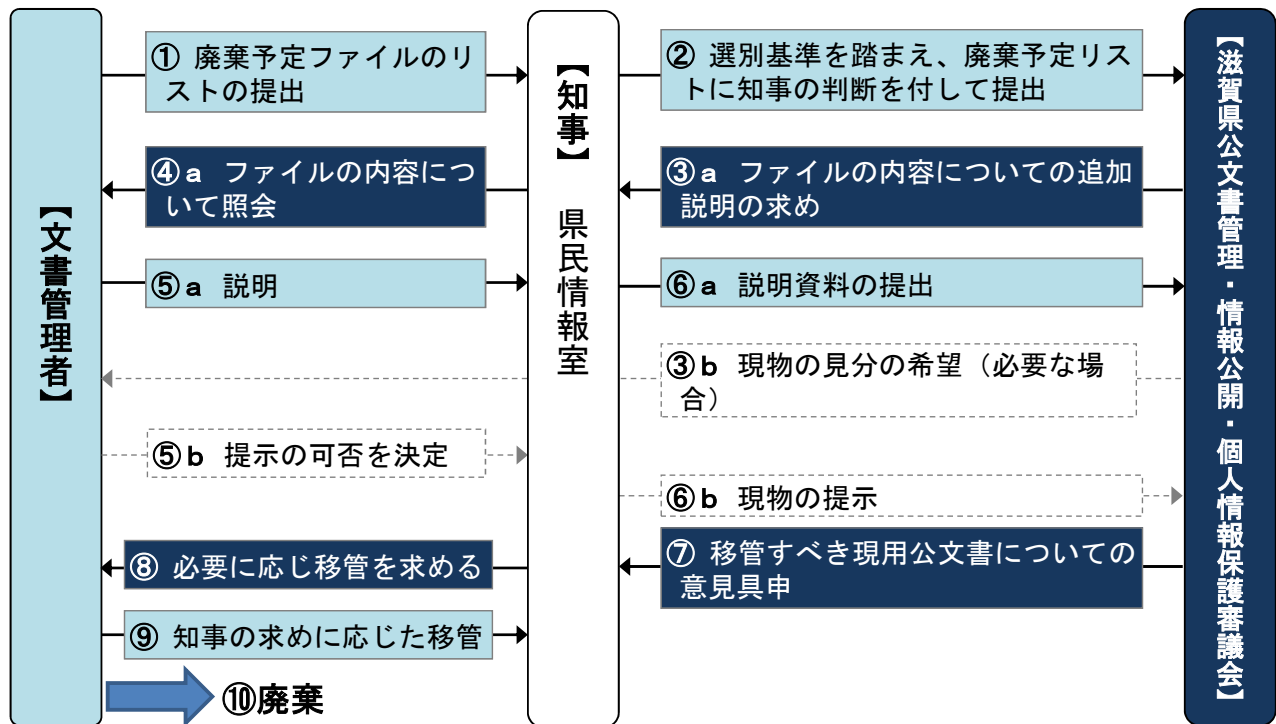 【文書管理者】
① 廃棄予定ファイルのリ
ストの提出
【知事】 県民情報室
② 選別基準を踏まえ、廃棄予定リス
トに知事の判断を付して提出
【滋賀県公文書管理・情報公開・個人情報保護審議会】
④a ファイルの内容につ
いて照会
③a ファイルの内容についての追加
説明の求め
⑤a 説明
⑥a 説明資料の提出
③b 現物の見分の希望（必要な場
合）
⑤b 提示の可否を決定
⑥b 現物の提示
⑧ 必要に応じ移管を求める
⑦ 移管すべき現用公文書についての
意見具申
⑨ 知事の求めに応じた移管
⑩廃棄